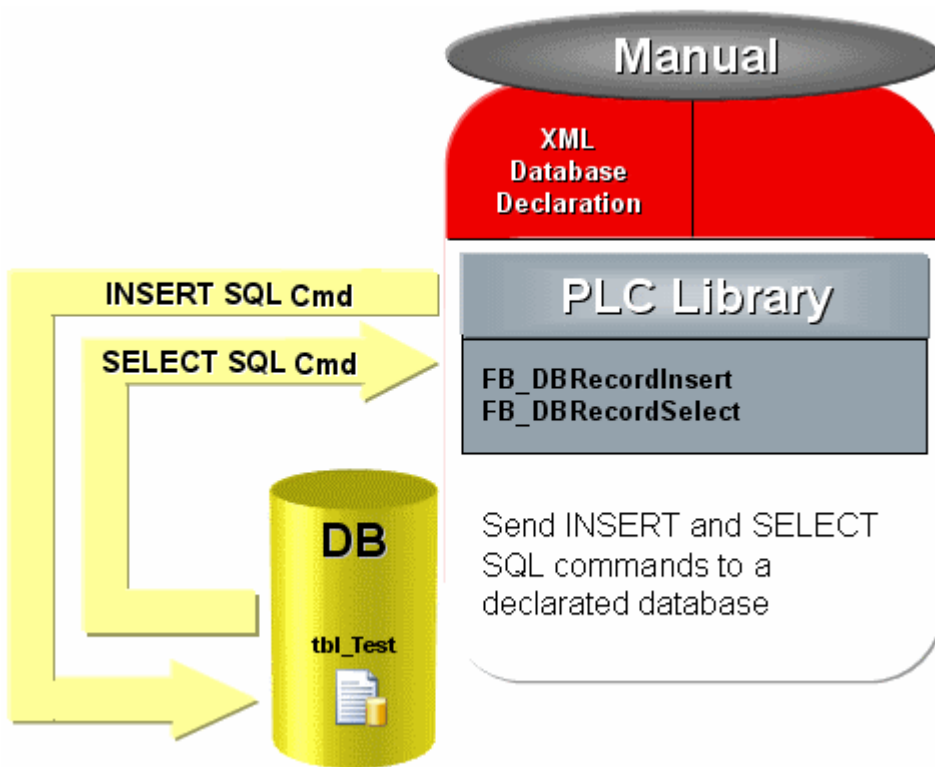 Manual
XML
Database
Declaration
INSERT SQL Cmd
PLC Library
SELECT SQL Cmd
FB_DBRecordInsert
FB_DBRecordSelect
DB
tbl_Test
Send INSERT and SELECT
SQL commands to a
declarated database